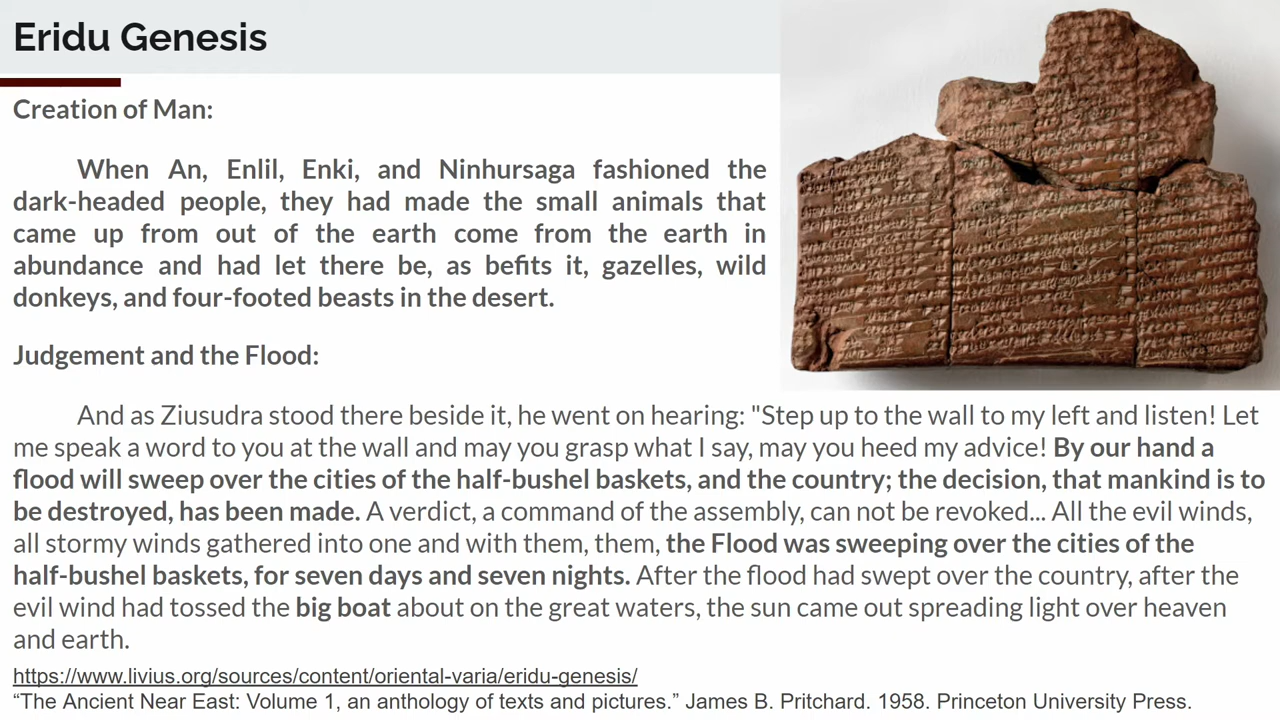 Eridu Genesis
Creation of Man:
When An, Enlil, Enki, and Ninhursaga fashioned the
dark-headed people, they had made the small animals that
came up from out of the earth come from the earth in
abundance and had let there be, as befits it, gazelles, wild
donkeys, and four-footed beasts in the desert.
Judgement and the Flood:
And as Ziusudra stood there beside it, he went on hearing: "Step up to the wall to my left and listen! Let
me speak a word to you at the wall and may you grasp what I say, may you heed my advice! By our hand a
flood will sweep over the cities of the half-bushel baskets, and the country; the decision, that mankind is to
be destroyed, has been made. A verdict, a command of the assembly, can not be revoked... All the evil winds,
all stormy winds gathered into one and with them, them, the Flood was sweeping over the cities of the
half-bushel baskets, for seven days and seven nights. After the flood had swept over the country, after the
evil wind had tossed the big boat about on the great waters, the sun came out spreading light over heaven
and earth.
https://www.livius.org/sources/content/oriental-varia/eridu-genesis/
“The Ancient Near East: Volume 1, an anthology of texts and pictures.” James B. Pritchard. 1958. Princeton University Press.